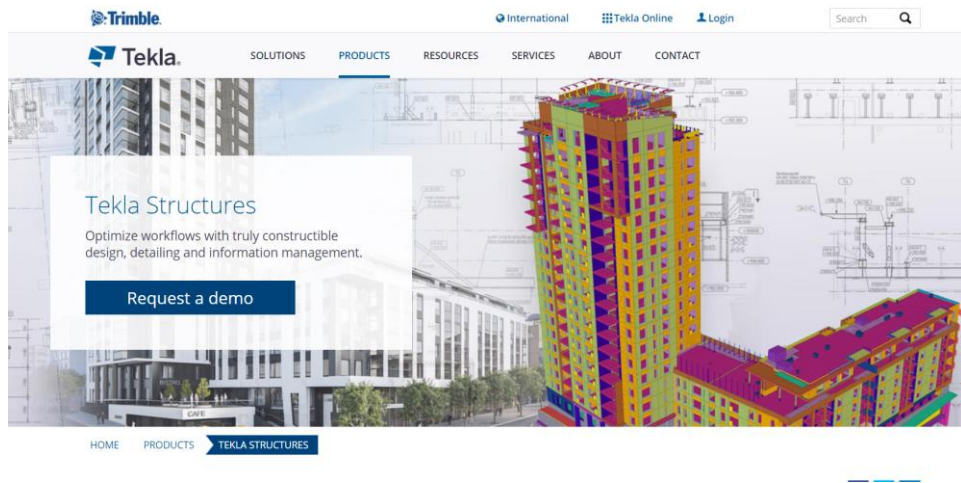 Trimble.
International
Tekla Online
Login
Search
Tekla.
SOLUTIONS
PRODUCTS
RESOURCES
SERVICES
ABOUT
CONTACT
Tekla Structures
Optimize workflows with truly constructible
design, detailing and information management.
Request a demo
BISTRO
CAFE
HOME
PRODUCTS
TEKLA STRUCTURES